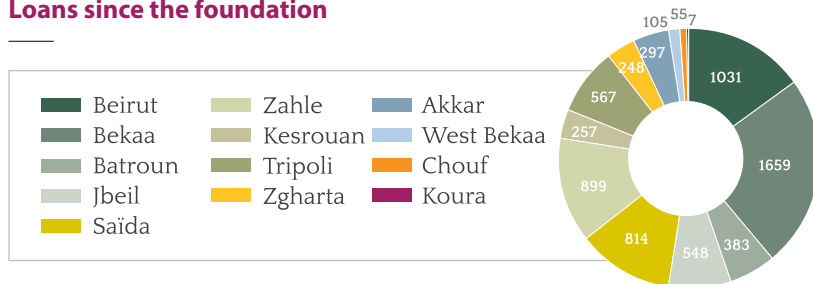 Loans since the foundation
Beirut
Bekaa
Batroun
Jbeil
Saïda
Zahle
Kesrouan
Tripoli
Zgharta
Akkar
West Bekaa
Chouf
Koura
1031
1659
383
548
814
899
257
567
248
297
105
55
7